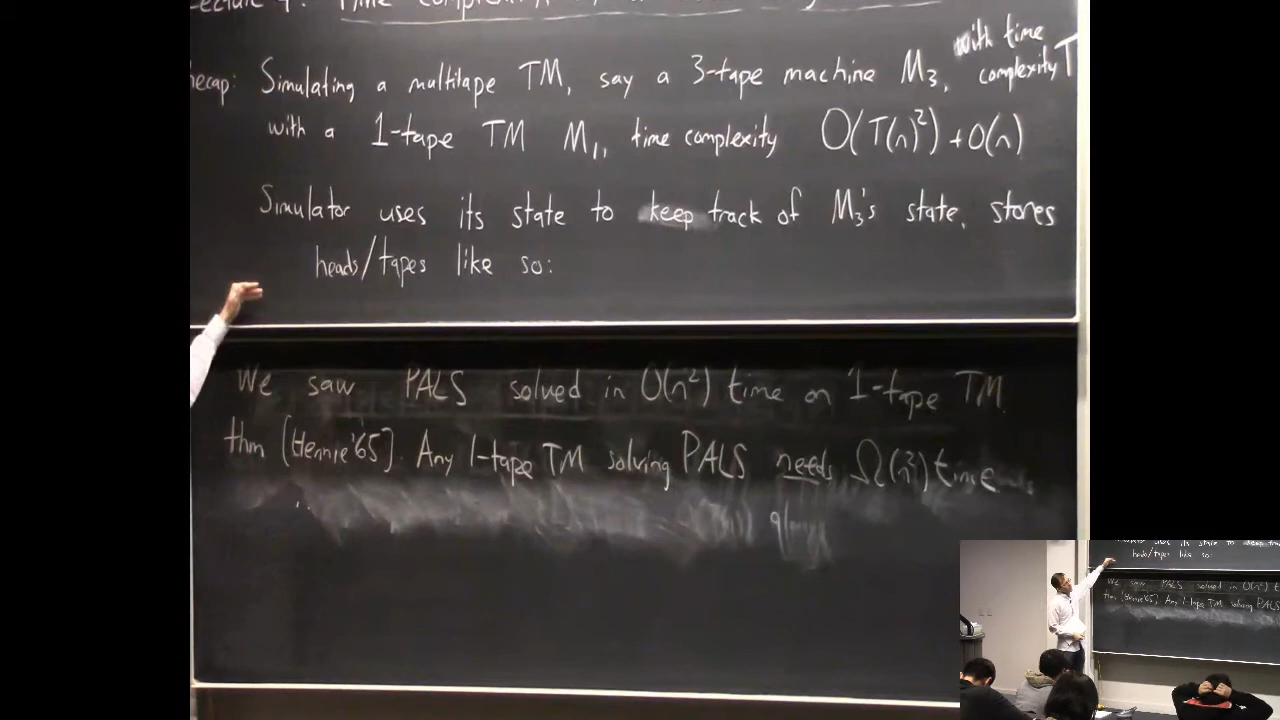 Recap: Simulating a multitape TM, say a 3-tape machine M₃, with time complexity T
with a 1-tape TM M₁, time complexity O(T(n)²) + O(n)
Simulator uses its state to keep track of M₃'s state, stores
heads/tapes like so:
We saw PALS solved in O(n²) time on 1-tape TM.
thm [Hennie'65]. Any 1-tape TM solving PALS needs Ω(n²) time